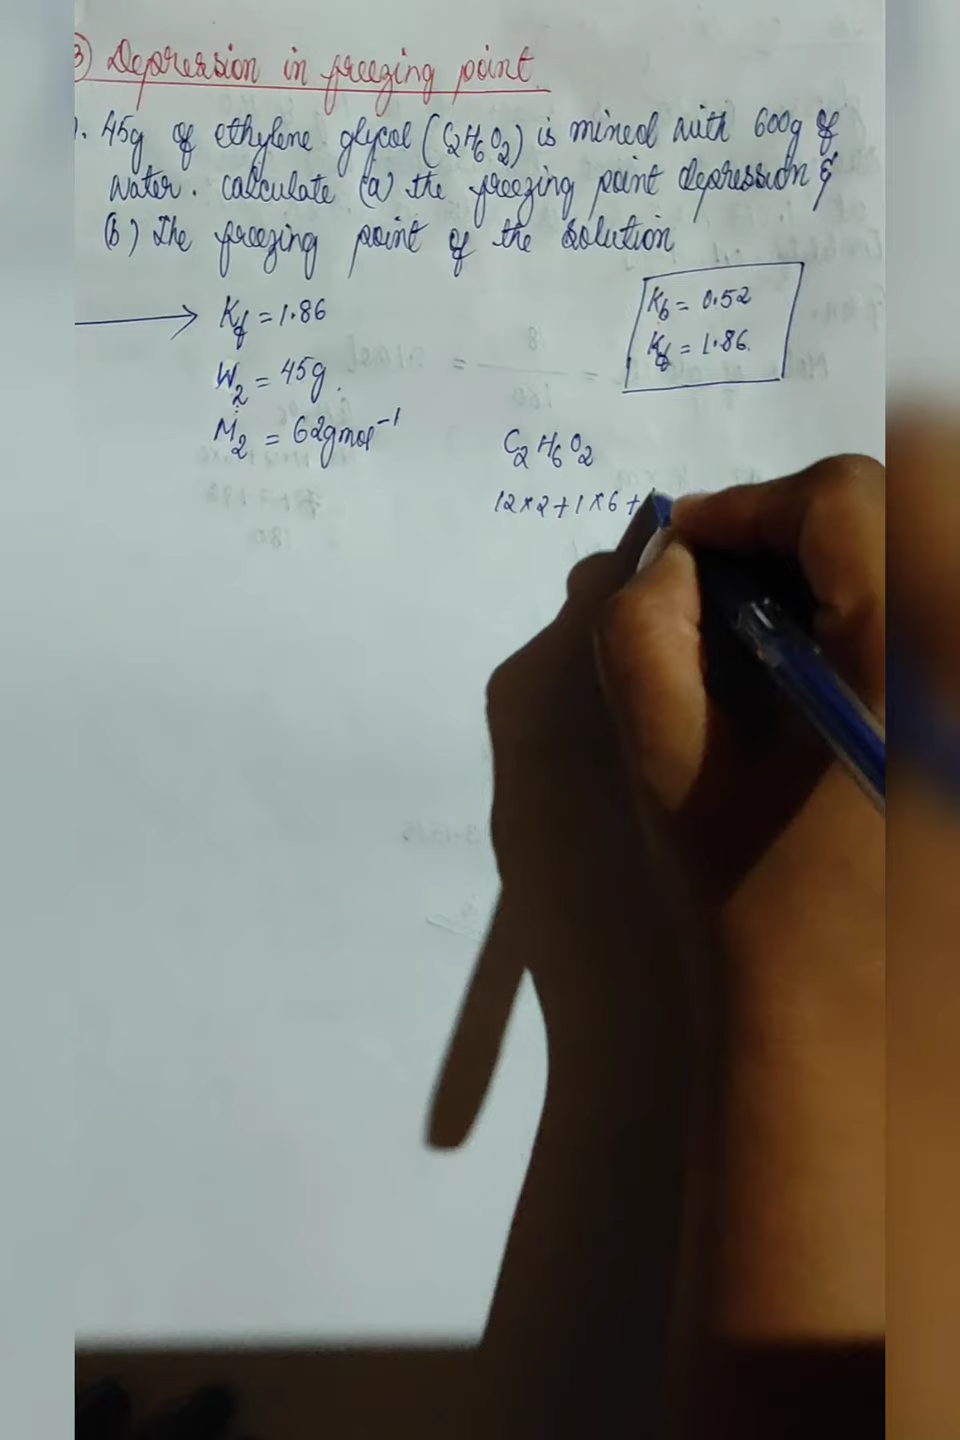 3) Depression in freezing point.
). 45g of ethylene glycol (C2H6O2) is mixed with 600g of
water. calculate (a) the freezing point depression &
(b) The freezing point of the solution
Kb = 0.52
Kf = 1.86.
Kf = 1.86
W2 = 45g.
M2 = 62gmol⁻¹
C2H6O2
12×2+1×6+